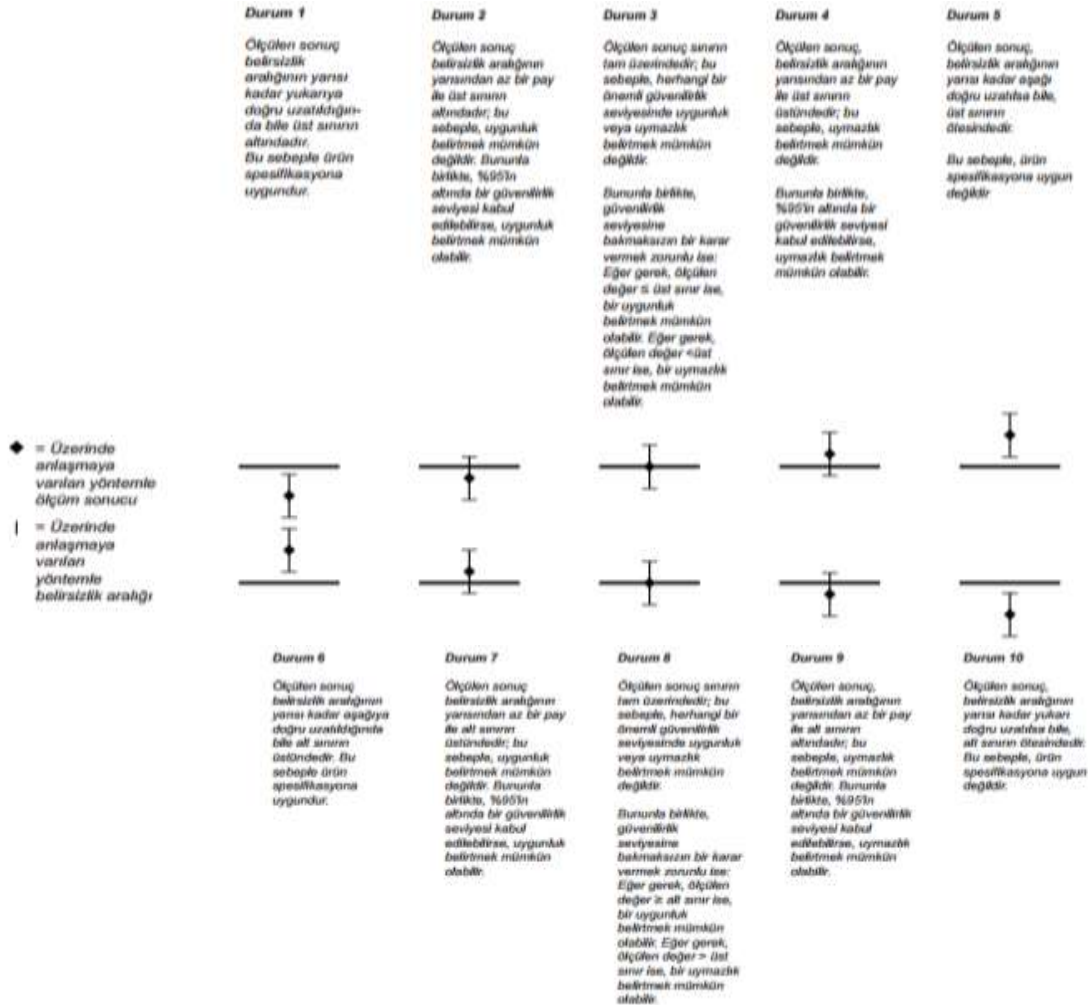 Durum 1
Ölçülen sonuç
belirsizlik
aralığının yarısı
kadar yukarıya
doğru uzatıldığın-
da bile üst sınırın
altındadır.
Bu sebeple ürün
spesifikasyona
uygundur.
Durum 2
Ölçülen sonuç
belirsizlik aralığının
yarısından az bir pay
ile üst sınırın
altındadır; bu
sebeple, uygunluk
belirtmek mümkün
değildir. Bununla
birlikte, %95'in
altında bir güvenilirlik
seviyesi kabul
edilebilirse, uygunluk
belirtmek mümkün
olabilir.
Durum 3
Ölçülen sonuç sınırın
tam üzerindedir; bu
sebeple, herhangi bir
önemli güvenilirlik
seviyesinde uygunluk
veya uymazlık
belirtmek mümkün
değildir.
Bununla birlikte,
güvenilirlik
seviyesine
bakmaksızın bir karar
vermek zorunlu ise:
Eğer gerek, ölçülen
değer ≤ üst sınır ise,
bir uygunluk
belirtmek mümkün
olabilir. Eğer gerek,
ölçülen değer <üst
sınır ise, bir uymazlık
belirtmek mümkün
olabilir.
Durum 4
Ölçülen sonuç,
belirsizlik aralığının
yarısından az bir pay
ile üst sınırın
üstündedir; bu
sebeple, uymazlık
belirtmek mümkün
değildir.
Bununla birlikte,
%95'in altında bir
güvenilirlik seviyesi
kabul edilebilirse,
uymazlık belirtmek
mümkün olabilir.
Durum 5
Ölçülen sonuç,
belirsizlik aralığının
yarısı kadar aşağı
doğru uzatılsa bile,
üst sınırın
ötesindedir.
Bu sebeple, ürün
spesifikasyona uygun
değildir
= Üzerinde
anlaşmaya
varılan yöntemle
ölçüm sonucu
= Üzerinde
anlaşmaya
varılan
yöntemle
belirsizlik aralığı
Durum 6
Ölçülen sonuç
belirsizlik aralığının
yarısı kadar aşağıya
doğru uzatıldığında
bile alt sınırın
üstündedir. Bu
sebeple ürün
spesifikasyona
uygundur.
Durum 7
Ölçülen sonuç
belirsizlik aralığının
yarısından az bir pay
ile alt sınırın
üstündedir; bu
sebeple, uygunluk
belirtmek mümkün
değildir. Bununla
birlikte, %95'in
altında bir güvenilirlik
seviyesi kabul
edilebilirse, uygunluk
belirtmek mümkün
olabilir.
Durum 8
Ölçülen sonuç sınırın
tam üzerindedir; bu
sebeple, herhangi bir
önemli güvenilirlik
seviyesinde uygunluk
veya uymazlık
belirtmek mümkün
değildir.
Bununla birlikte,
güvenilirlik
seviyesine
bakmaksızın bir karar
vermek zorunlu ise:
Eğer gerek, ölçülen
değer ≥ alt sınır ise,
bir uygunluk
belirtmek mümkün
olabilir. Eğer gerek,
ölçülen değer > üst
sınır ise, bir uymazlık
belirtmek mümkün
olabilir.
Durum 9
Ölçülen sonuç,
belirsizlik aralığının
yarısından az bir pay
ile alt sınırın
altındadır; bu
sebeple, uymazlık
belirtmek mümkün
değildir. Bununla
birlikte, %95'in
altında bir güvenilirlik
seviyesi kabul
edilebilirse, uymazlık
belirtmek mümkün
olabilir.
Durum 10
Ölçülen sonuç,
belirsizlik aralığının
yarısı kadar yukarı
doğru uzatılsa bile,
alt sınırın ötesindedir.
Bu sebeple, ürün
spesifikasyona uygun
değildir.